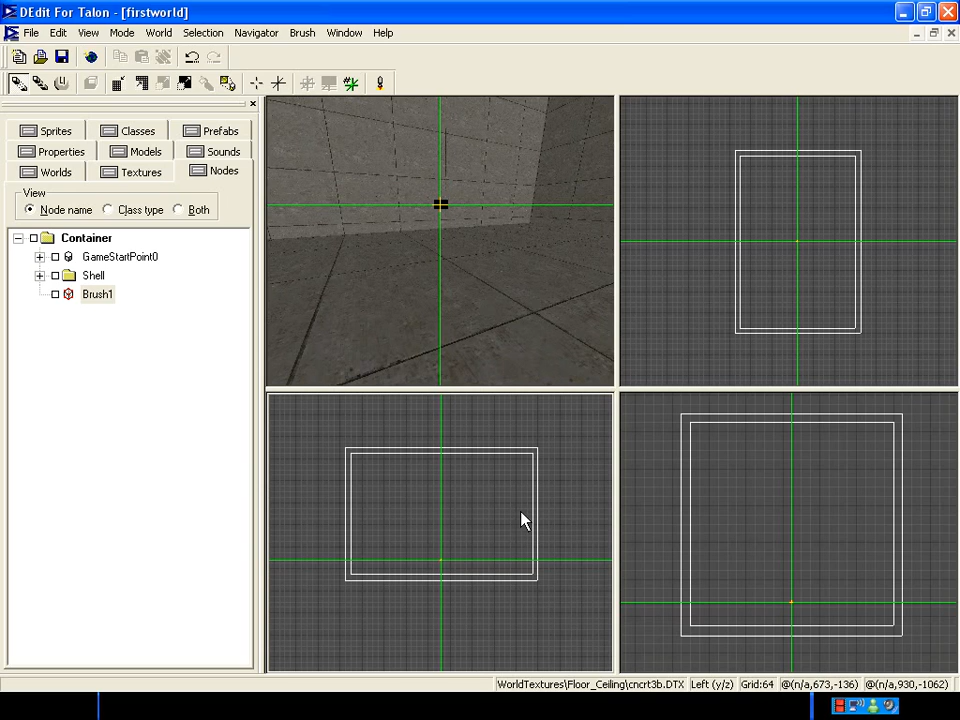 DEdit For Talon - [firstworld]
File Edit View Mode World Selection Navigator Brush Window Help
Sprites Classes Prefabs
Properties Models Sounds
Worlds Textures Nodes
View
Node name Class type Both
Container
GameStartPoint0
Shell
Brush1
WorldTextures\Floor_Ceiling\cncrt3b.DTX Left (y/z) Grid:64 @(n/a,673,-136) @(n/a,930,-1062)